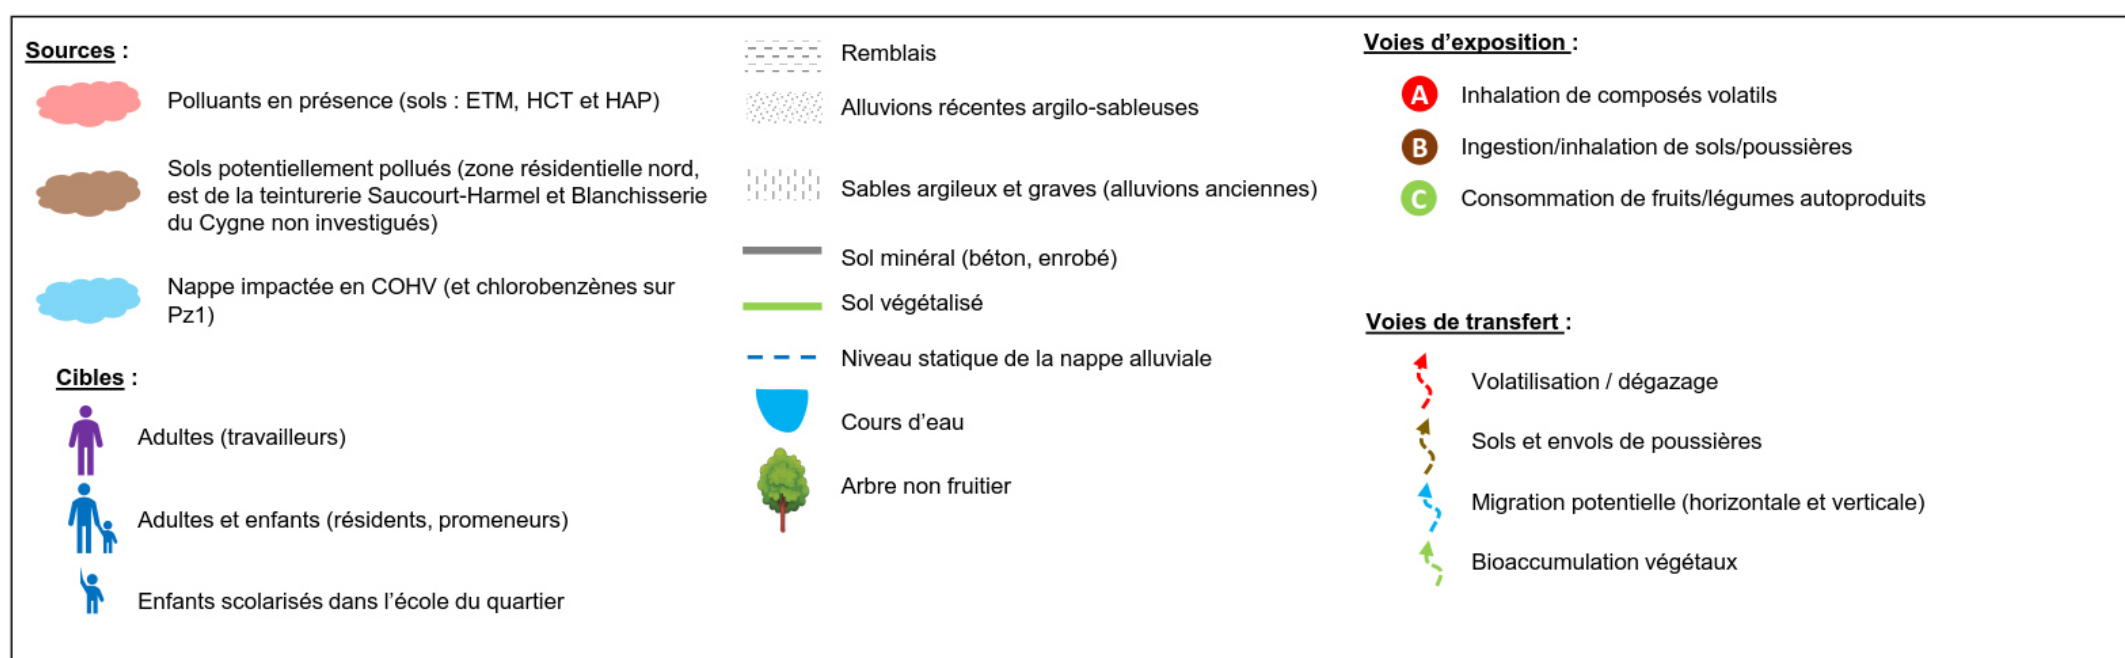 Sources :
Polluants en présence (sols : ETM, HCT et HAP)
Sols potentiellement pollués (zone résidentielle nord,
est de la teinturerie Saucourt-Harmel et Blanchisserie
du Cygne non investigués)
Nappe impactée en COHV (et chlorobenzènes sur
Pz1)
Cibles :
Adultes (travailleurs)
Adultes et enfants (résidents, promeneurs)
Enfants scolarisés dans l’école du quartier
Remblais
Alluvions récentes argilo-sableuses
Sables argileux et graves (alluvions anciennes)
Sol minéral (béton, enrobé)
Sol végétalisé
Niveau statique de la nappe alluviale
Cours d’eau
Arbre non fruitier
Voies d’exposition :
A Inhalation de composés volatils
B Ingestion/inhalation de sols/poussières
C Consommation de fruits/légumes autoproduits
Voies de transfert :
Volatilisation / dégazage
Sols et envols de poussières
Migration potentielle (horizontale et verticale)
Bioaccumulation végétaux